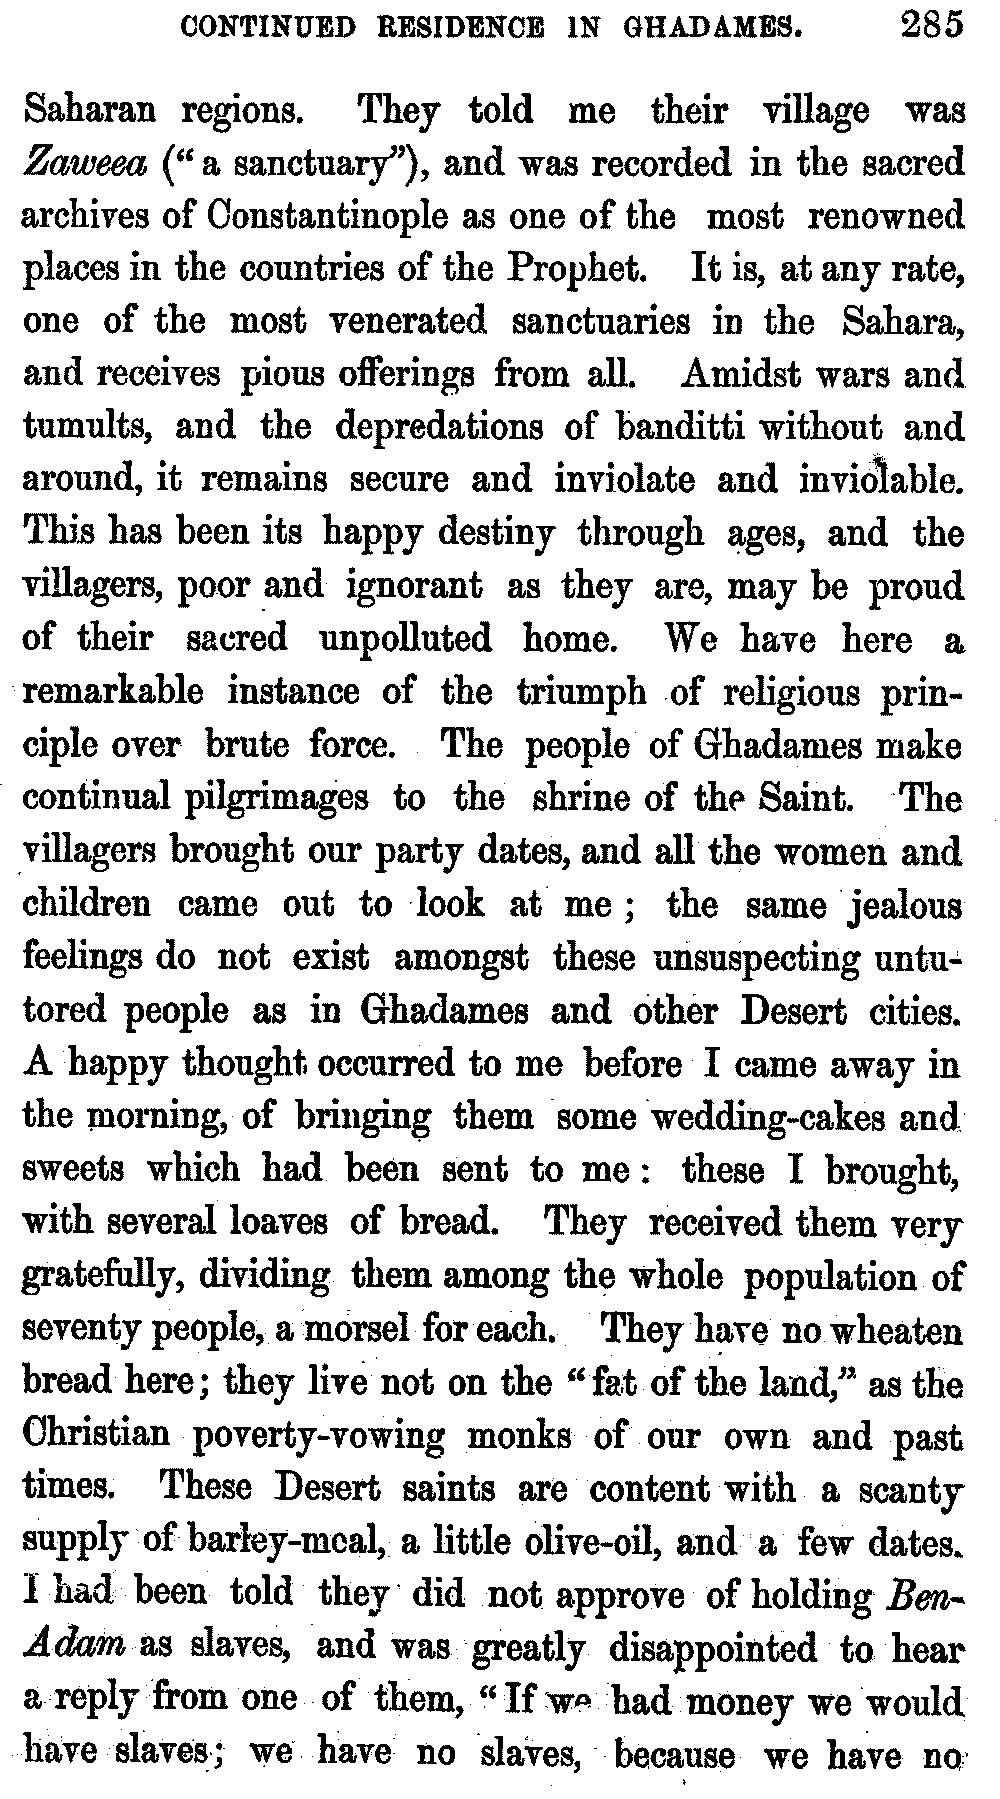 CONTINUED RESIDENCE IN GHADAMES. 285
Saharan regions. They told me their village was
Zaweea (“a sanctuary”), and was recorded in the sacred
archives of Constantinople as one of the most renowned
places in the countries of the Prophet. It is, at any rate,
one of the most venerated sanctuaries in the Sahara,
and receives pious offerings from all. Amidst wars and
tumults, and the depredations of banditti without and
around, it remains secure and inviolate and inviolable.
This has been its happy destiny through ages, and the
villagers, poor and ignorant as they are, may be proud
of their sacred unpolluted home. We have here a
remarkable instance of the triumph of religious prin-
ciple over brute force. The people of Ghadames make
continual pilgrimages to the shrine of the Saint. The
villagers brought our party dates, and all the women and
children came out to look at me; the same jealous
feelings do not exist amongst these unsuspecting untu-
tored people as in Ghadames and other Desert cities.
A happy thought occurred to me before I came away in
the morning, of bringing them some wedding-cakes and
sweets which had been sent to me: these I brought,
with several loaves of bread. They received them very
gratefully, dividing them among the whole population of
seventy people, a morsel for each. They have no wheaten
bread here; they live not on the “fat of the land,” as the
Christian poverty-vowing monks of our own and past
times. These Desert saints are content with a scanty
supply of barley-meal, a little olive-oil, and a few dates.
I had been told they did not approve of holding Ben-
Adam as slaves, and was greatly disappointed to hear
a reply from one of them, “If we had money we would
have slaves; we have no slaves, because we have no